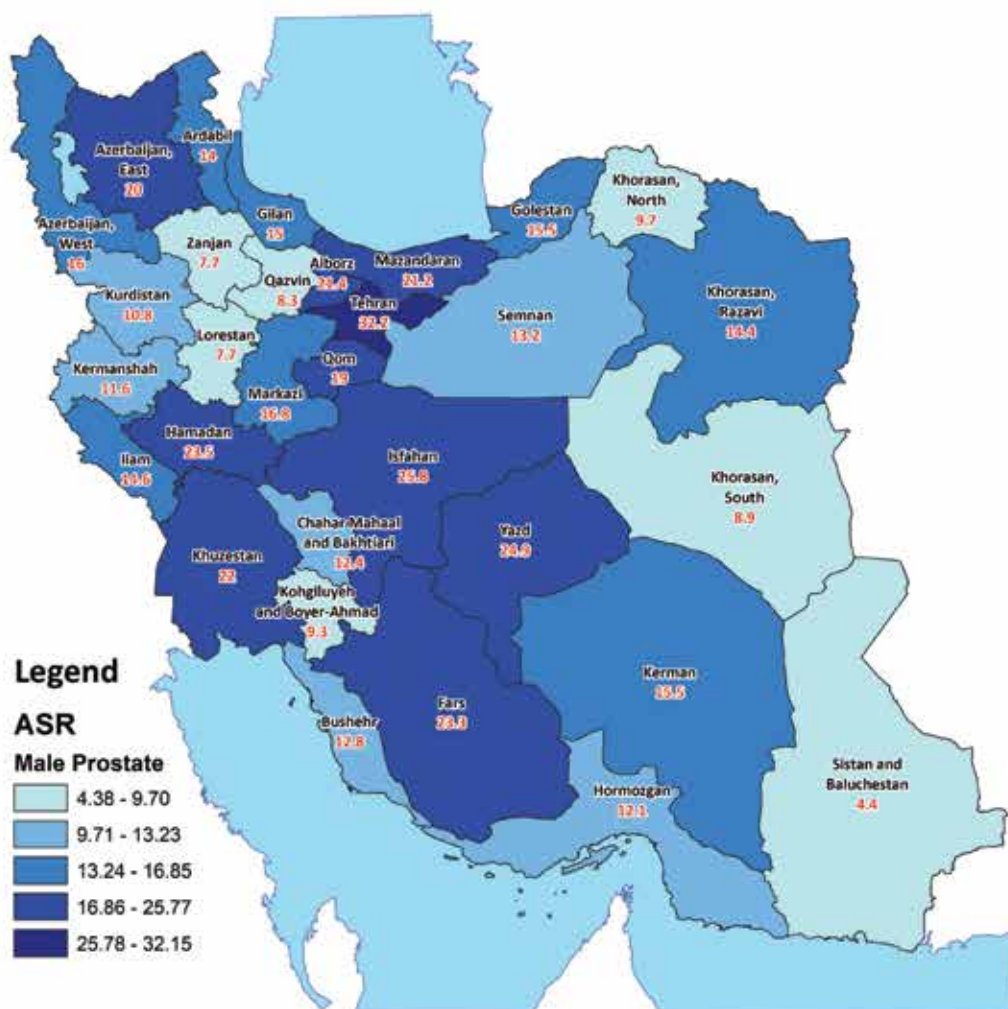 Azerbaijan,
East
20
Ardabil
14
Gilan
15
Azerbaijan,
West
16
Zanjan
7.7
Qazvin
8.3
Alborz
21.4
Mazandaran
21.2
Tehran
32.2
Golestan
15.5
Khorasan,
North
9.7
Khorasan,
Razavi
14.4
Semnan
13.2
Kurdistan
10.8
Lorestan
7.7
Kermanshah
11.6
Qom
19
Markazi
16.8
Hamadan
23.5
Ilam
14.6
Isfahan
25.8
Khorasan,
South
8.9
Yazd
24.9
Chahar Mahaal
and Bakhtiari
12.4
Khuzestan
22
Kohgiluyeh
and Boyer-Ahmad
9.3
Kerman
15.5
Fars
23.3
Bushehr
12.8
Hormozgan
12.1
Sistan and
Baluchestan
4.4
Legend
ASR
Male Prostate
4.38 - 9.70
9.71 - 13.23
13.24 - 16.85
16.86 - 25.77
25.78 - 32.15